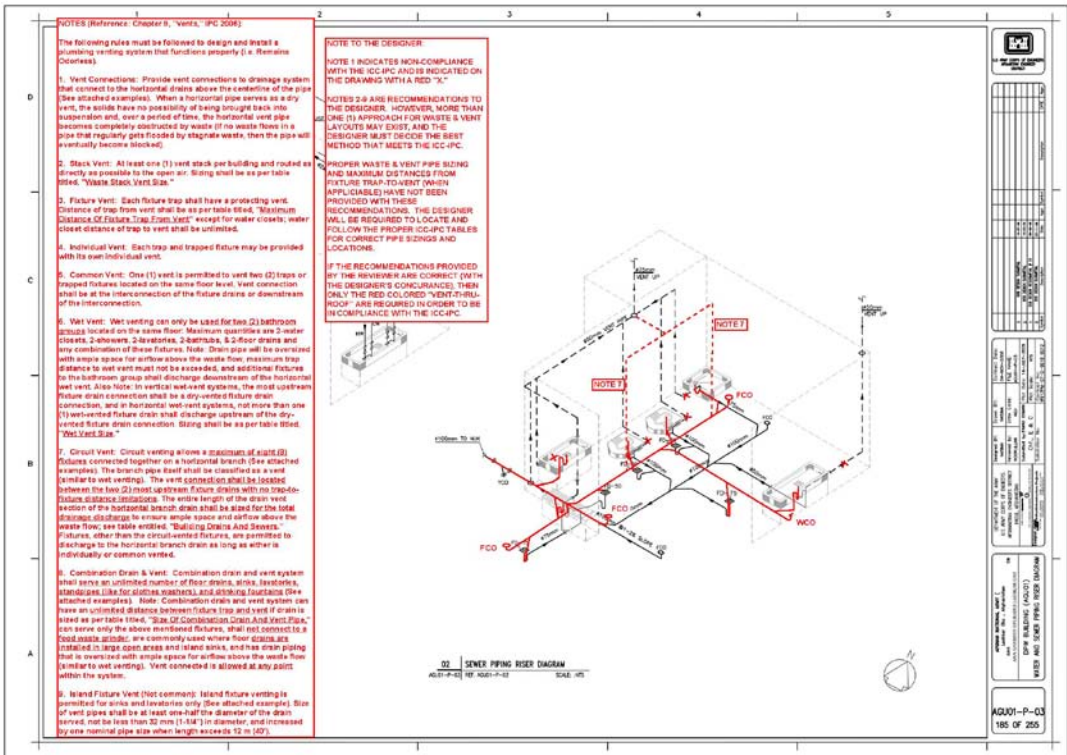 2
3
4
5
NOTES (Reference: Chapter 9, "Vents," IPC 2006):
The following rules must be followed to design and install a
plumbing venting system that functions properly (i.e. Remains
Odorless).
1. Vent Connections: Provide vent connections to drainage system
that connect to the horizontal drains above the centerline of the pipe
(See attached examples). When a horizontal pipe serves as a dry
vent, the solids have no possibility of being brought back into
suspension and, over a period of time, the horizontal vent pipe
becomes completely obstructed by waste (if no waste flows in a
pipe that regularly gets flooded by stagnate waste, then the pipe will
eventually become blocked).
2. Stack Vent: At least one (1) vent stack per building and routed as
directly as possible to the open air. Sizing shall be as per table
titled, "Waste Stack Vent Size."
3. Fixture Vent: Each fixture trap shall have a protecting vent.
Distance of trap from vent shall be as per table titled, "Maximum
Distance Of Fixture Trap From Vent" except for water closets; water
closet distance of trap to vent shall be unlimited.
4. Individual Vent: Each trap and trapped fixture may be provided
with its own individual vent.
5. Common Vent: One (1) vent is permitted to vent two (2) traps or
trapped fixtures located on the same floor level. Vent connection
shall be at the interconnection of the fixture drains or downstream
of the interconnection.
6. Wet Vent: Wet venting can only be used for two (2) bathroom
groups located on the same floor: Maximum quantities are 2-water
closets, 2-showers, 2-lavatories, 2-bathtubs, & 2-floor drains and
any combination of these fixtures. Note: Drain pipe will be oversized
with ample space for airflow above the waste flow, maximum trap
distance to wet vent must not be exceeded, and additional fixtures
to the bathroom group shall discharge downstream of the horizontal
wet vent. Also Note: In vertical wet-vent systems, the most upstream
fixture drain connection shall be a dry-vented fixture drain
connection, and in horizontal wet-vent systems, not more than one
(1) wet-vented fixture drain shall discharge upstream of the dry-
vented fixture drain connection. Sizing shall be as per table titled,
"Wet Vent Size."
7. Circuit Vent: Circuit venting allows a maximum of eight (8)
fixtures connected together on a horizontal branch (See attached
examples). The branch pipe itself shall be classified as a vent
(similar to wet venting). The vent connection shall be located
between the two (2) most upstream fixture drains with no trap-to-
fixture distance limitations. The entire length of the drain vent
section of the horizontal branch drain shall be sized for the total
drainage discharge to ensure ample space and airflow above the
waste flow; see table entitled, "Building Drains And Sewers."
Fixtures, other than the circuit-vented fixtures, are permitted to
discharge to the horizontal branch drain as long as either is
individually or common vented.
8. Combination Drain & Vent: Combination drain and vent system
shall serve an unlimited number of floor drains, sinks, lavatories,
standpipes (like for clothes washers), and drinking fountains (See
attached examples). Note: Combination drain and vent system can
have an unlimited distance between fixture trap and vent if drain is
sized as per table titled, "Size Of Combination Drain And Vent Pipe,"
can serve only the above mentioned fixtures, shall not connect to a
food waste grinder, are commonly used where floor drains are
installed in large open areas and island sinks, and has drain piping
that is oversized with ample space for airflow above the waste flow
(similar to wet venting). Vent connected is allowed at any point
within the system.
9. Island Fixture Vent (Not common): Island fixture venting is
permitted for sinks and lavatories only (See attached example). Size
of vent pipes shall be at least one-half the diameter of the drain
served, not be less than 32 mm (1-1/4") in diameter, and increased
by one nominal pipe size when length exceeds 12 m (40').
NOTE TO THE DESIGNER:
NOTE 1 INDICATES NON-COMPLIANCE
WITH THE ICC-IPC AND IS INDICATED ON
THE DRAWING WITH A RED "X."
NOTES 2-9 ARE RECOMMENDATIONS TO
THE DESIGNER. HOWEVER, MORE THAN
ONE (1) APPROACH FOR WASTE & VENT
LAYOUTS MAY EXIST, AND THE
DESIGNER MUST DECIDE THE BEST
METHOD THAT MEETS THE ICC-IPC.
PROPER WASTE & VENT PIPE SIZING
AND MAXIMUM DISTANCES FROM
FIXTURE TRAP-TO-VENT (WHEN
APPLICIABLE) HAVE NOT BEEN
PROVIDED WITH THESE
RECOMMENDATIONS. THE DESIGNER
WILL BE REQUIRED TO LOCATE AND
FOLLOW THE PROPER ICC-IPC TABLES
FOR CORRECT PIPE SIZINGS AND
LOCATIONS.
IF THE RECOMMENDATIONS PROVIDED
BY THE REVIEWER ARE CORRECT (WITH
THE DESIGNER'S CONCURANCE), THEN
ONLY THE RED COLORED "VENT-THRU-
ROOF" ARE REQUIRED IN ORDER TO BE
IN COMPLIANCE WITH THE ICC-IPC.
D
C
B
A
VENT UP
VENT UP
NOTE 7
NOTE 7
FCO
FCO
FCO
WCO
ø100mm TO M/H
02 SEWER PIPING RISER DIAGRAM
AGU01-P-03 REF. AGU01-P-03 SCALE: NTS
N
DPW BUILDING (AGU01)
WATER AND SEWER PIPING RISER DIAGRAM
AGU01-P-03
185 OF 255